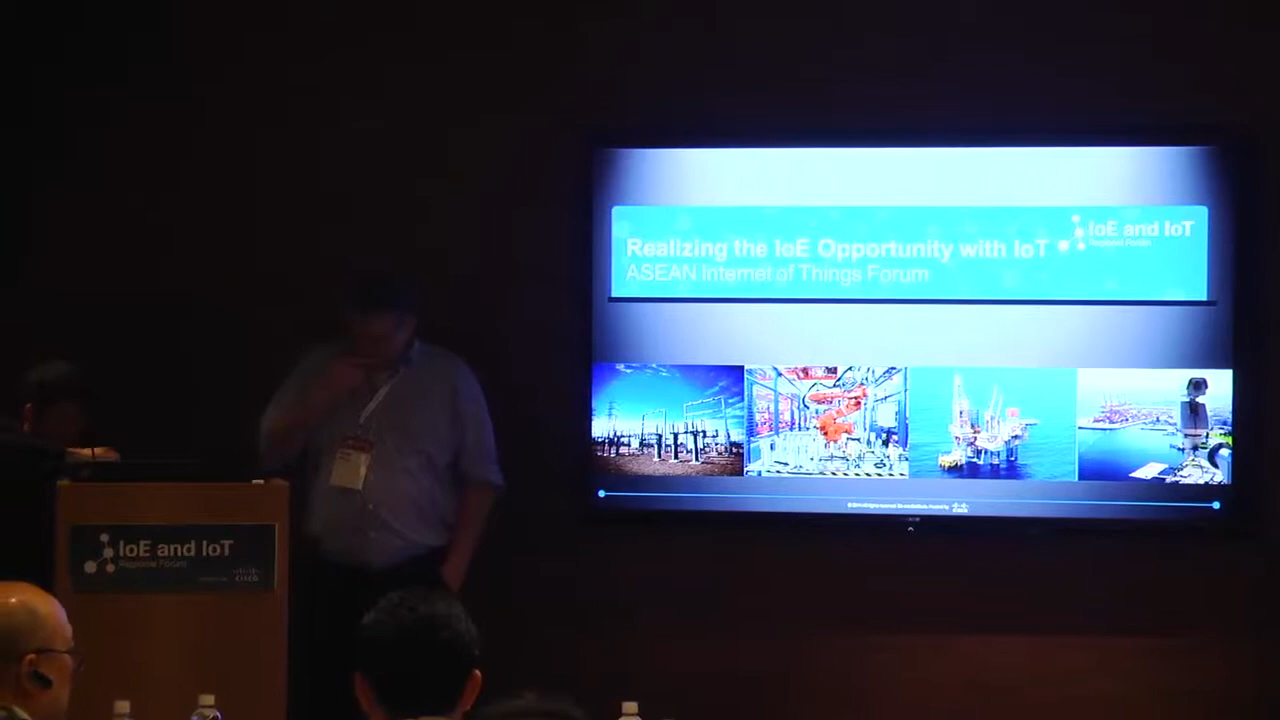 Realizing the IoE Opportunity with IoT
ASEAN Internet of Things Forum
IoE and IoT
Regional Forum
IoE and IoT
Regional Forum
CISCO